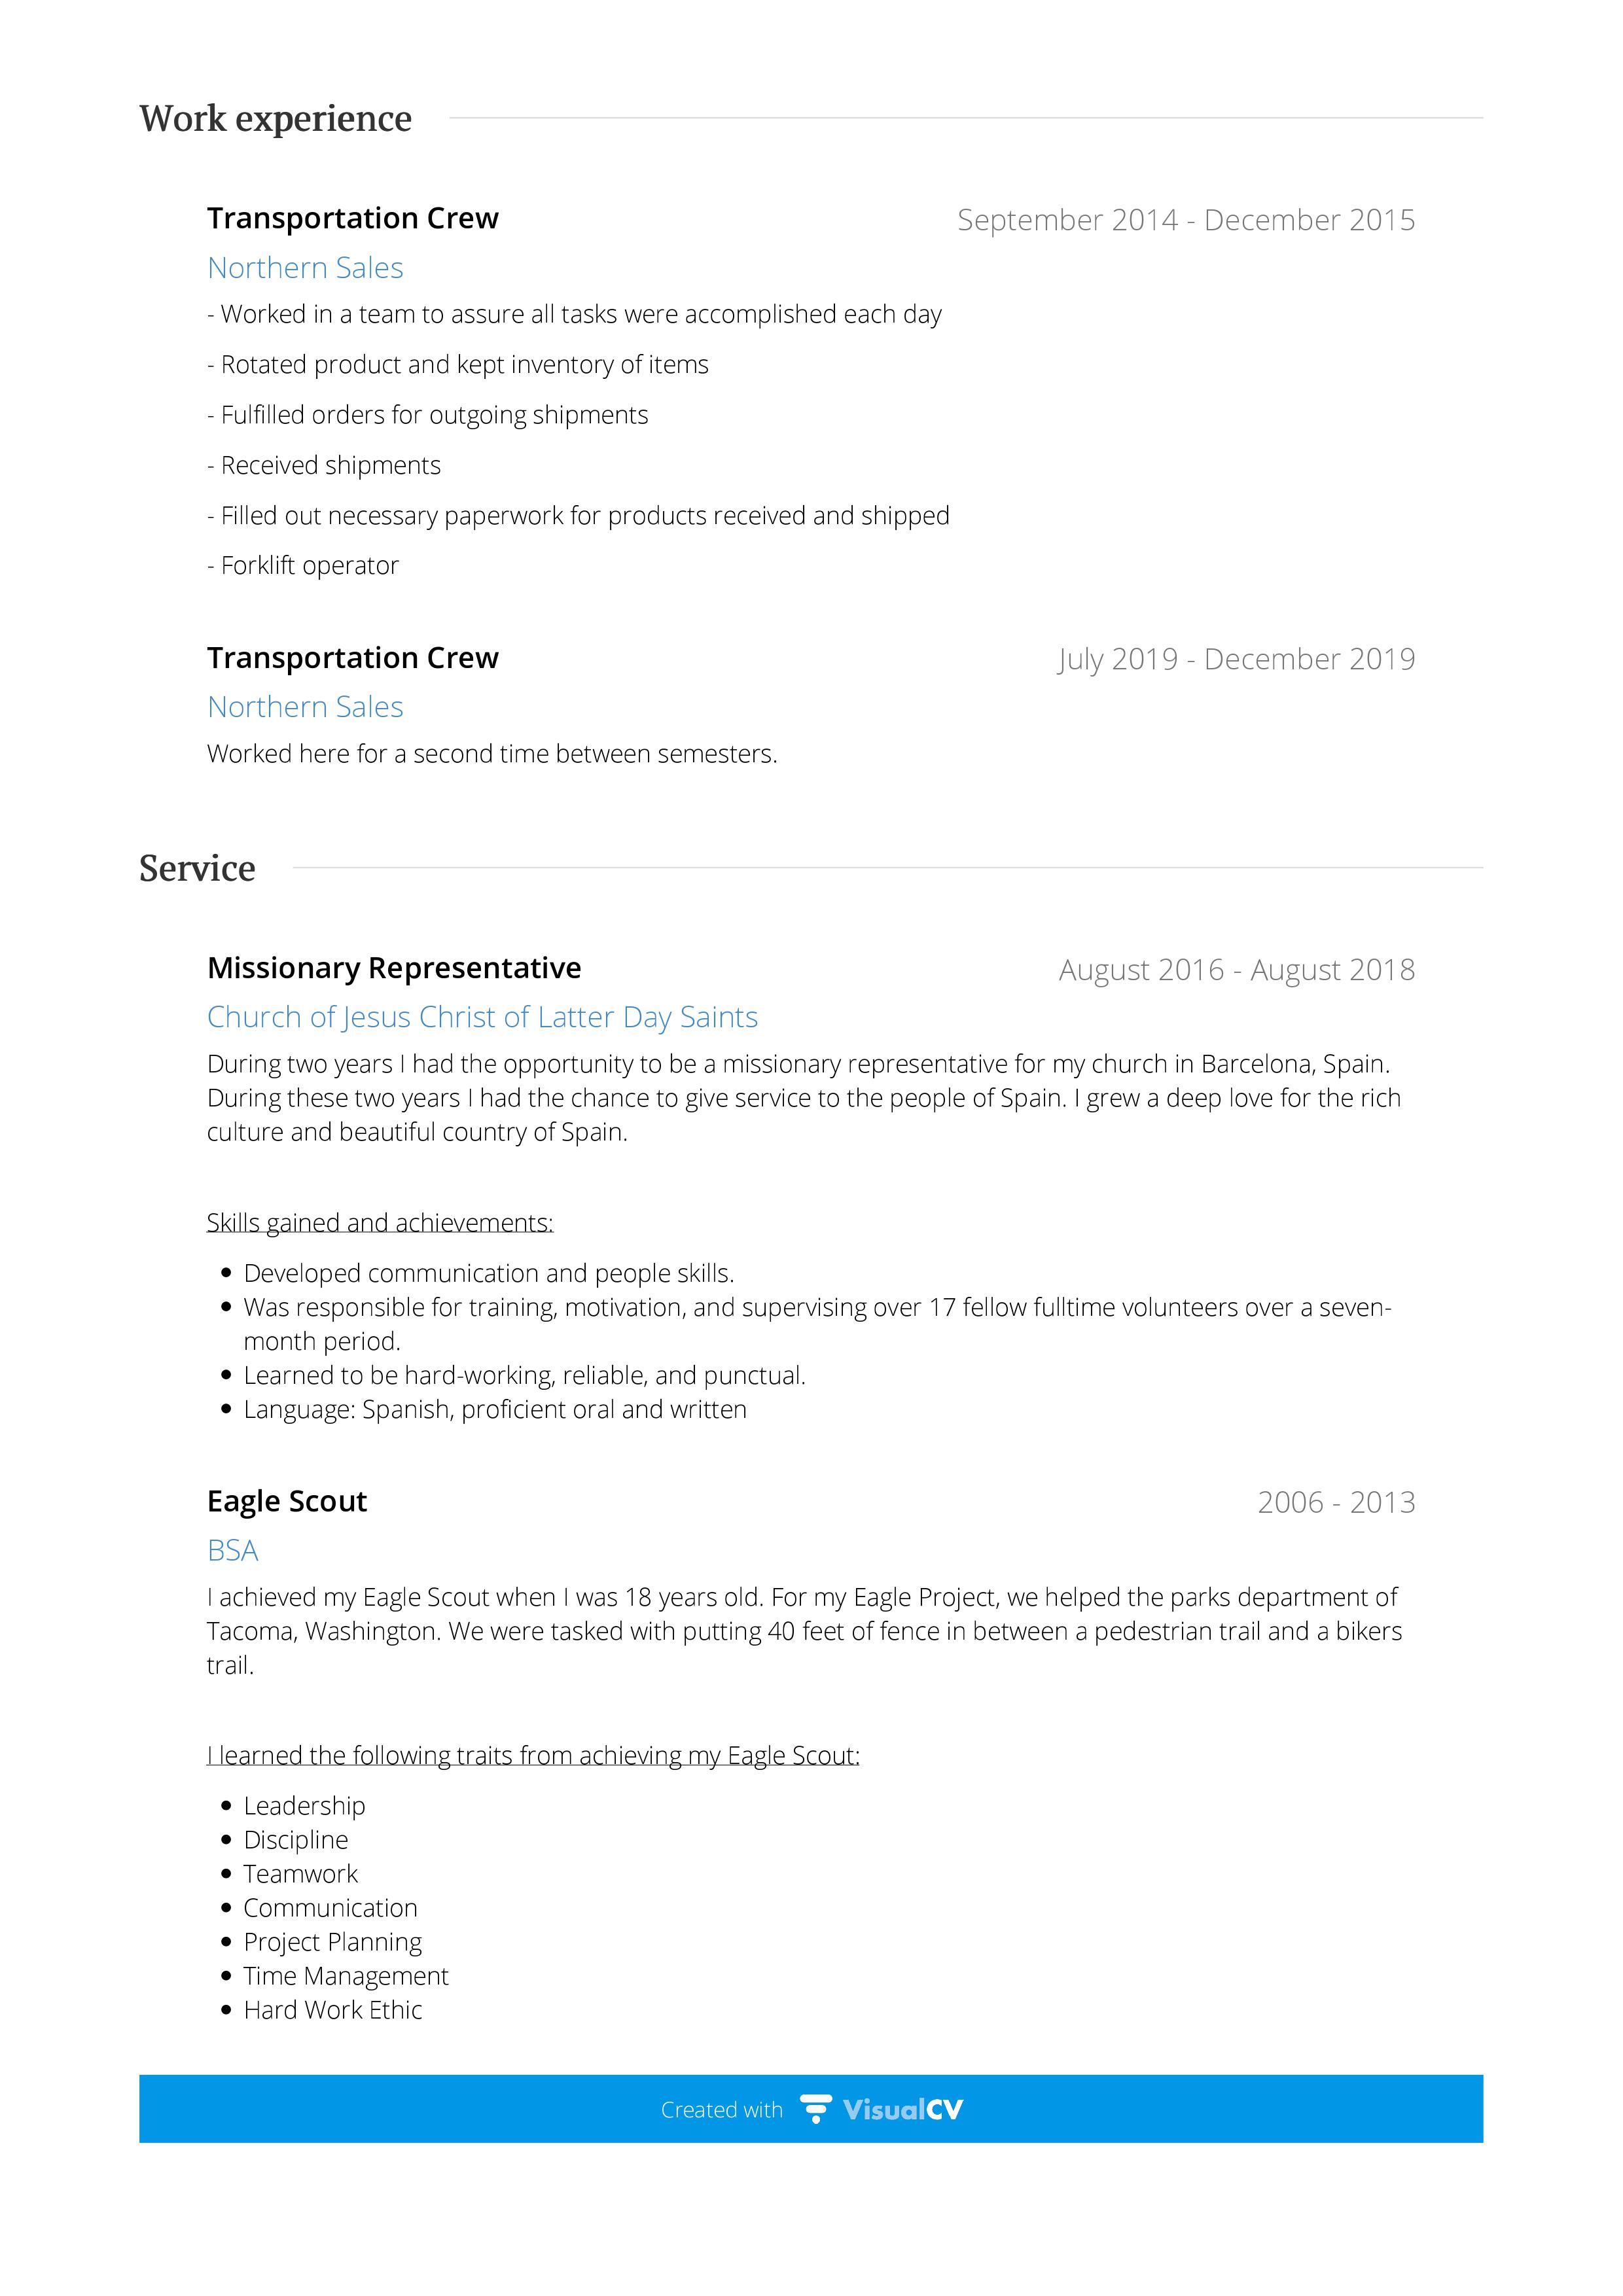 Work experience
Transportation Crew
September 2014 - December 2015
Northern Sales
- Worked in a team to assure all tasks were accomplished each day
- Rotated product and kept inventory of items
- Fulfilled orders for outgoing shipments
- Received shipments
- Filled out necessary paperwork for products received and shipped
- Forklift operator
Transportation Crew
July 2019 - December 2019
Northern Sales
Worked here for a second time between semesters.
Service
Missionary Representative
August 2016 - August 2018
Church of Jesus Christ of Latter Day Saints
During two years I had the opportunity to be a missionary representative for my church in Barcelona, Spain.
During these two years I had the chance to give service to the people of Spain. I grew a deep love for the rich
culture and beautiful country of Spain.
Skills gained and achievements:
• Developed communication and people skills.
• Was responsible for training, motivation, and supervising over 17 fellow fulltime volunteers over a seven-
month period.
• Learned to be hard-working, reliable, and punctual.
• Language: Spanish, proficient oral and written
Eagle Scout
2006 - 2013
BSA
I achieved my Eagle Scout when I was 18 years old. For my Eagle Project, we helped the parks department of
Tacoma, Washington. We were tasked with putting 40 feet of fence in between a pedestrian trail and a bikers
trail.
I learned the following traits from achieving my Eagle Scout:
• Leadership
• Discipline
• Teamwork
• Communication
• Project Planning
• Time Management
• Hard Work Ethic
Created with VisualCV